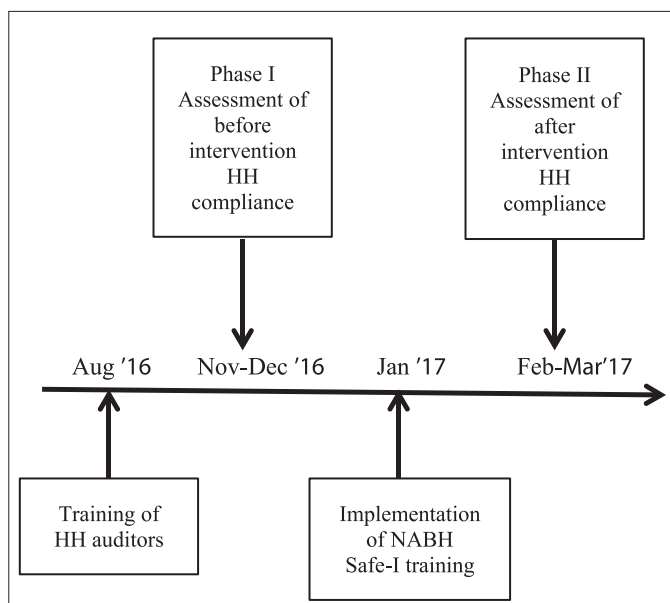 Phase I
Assessment of
before
intervention
HH
compliance
Phase II
Assessment of
after
intervention
HH
compliance
Aug '16
Nov-Dec '16
Jan '17
Feb-Mar'17
Training of
HH auditors
Implementation
of NABH
Safe-I training